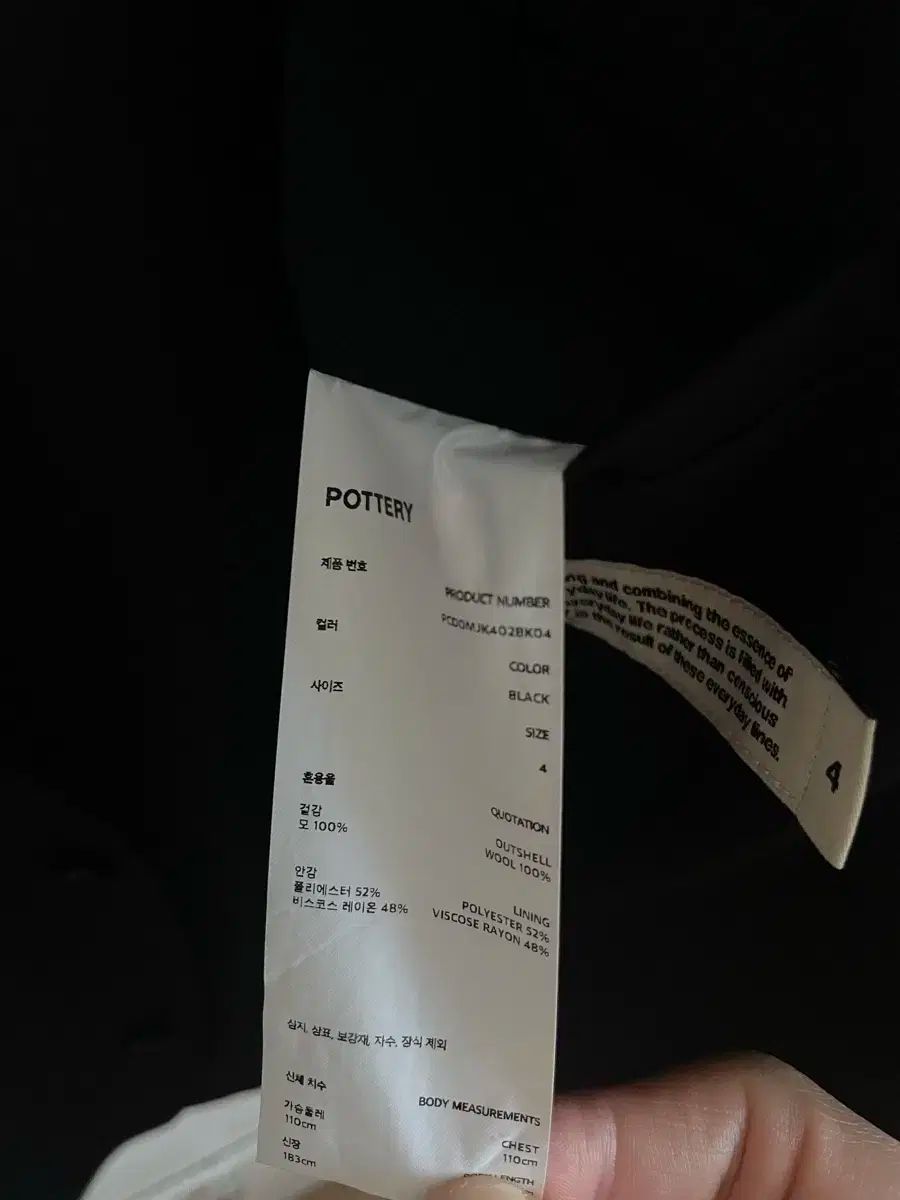 POTTERY
제품 번호
PRODUCT NUMBER
PCDOMJK402BK04
컬러
COLOR
BLACK
사이즈
SIZE
4
혼용율
QUOTATION
겉감
모 100%
OUTSHELL
WOOL 100%
안감
폴리에스터 52%
비스코스 레이온 48%
LINING
POLYESTER 52%
VISCOSE RAYON 48%
심지, 상표, 보강재, 자수, 장식 제외
신체 치수
BODY MEASUREMENTS
가슴둘레
110cm
CHEST
110cm
신장
183cm
LENGTH
and combining the essence of
life. The process is filled with
everyday life rather than conscious
is the result of these everyday lines.
4